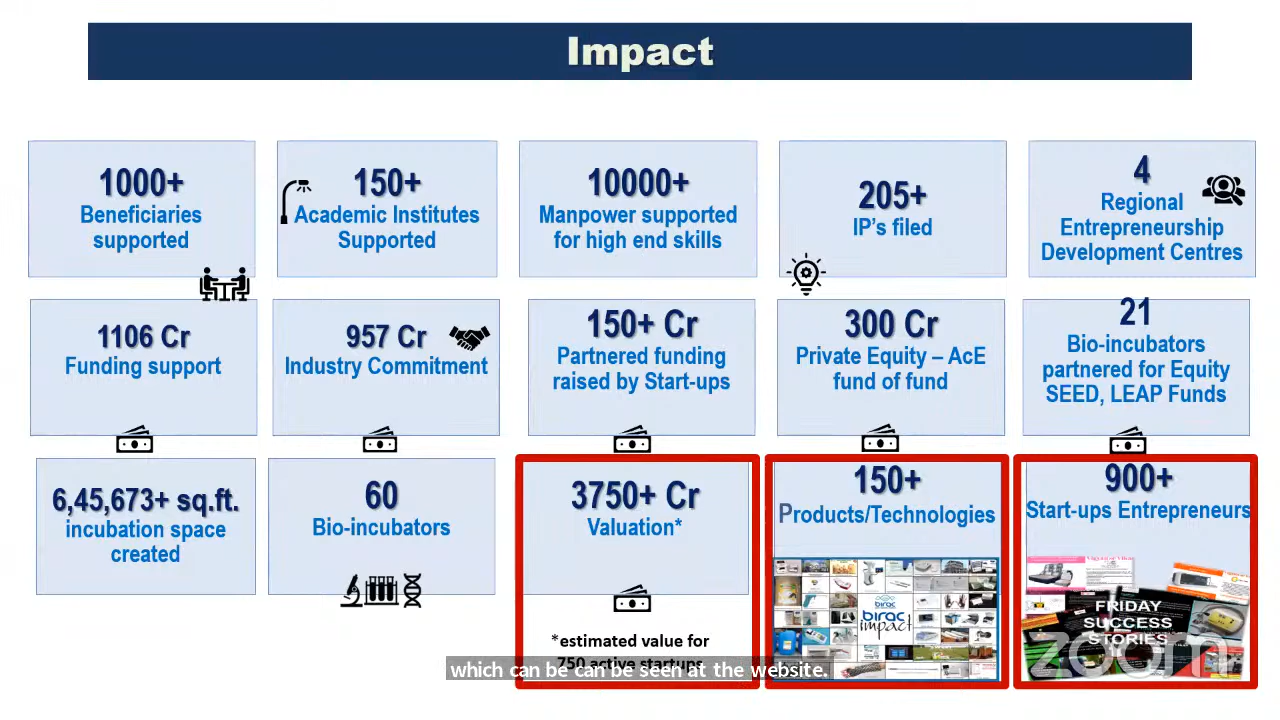 Impact
1000+
Beneficiaries
supported
150+
Academic Institutes
Supported
10000+
Manpower supported
for high end skills
205+
IP's filed
4
Regional
Entrepreneurship
Development Centres
1106 Cr
Funding support
957 Cr
Industry Commitment
150+ Cr
Partnered funding
raised by Start-ups
300 Cr
Private Equity – AcE
fund of fund
21
Bio-incubators
partnered for Equity
SEED, LEAP Funds
6,45,673+ sq.ft.
incubation space
created
60
Bio-incubators
3750+ Cr
Valuation*
*estimated value for
750 active startups
150+
Products/Technologies
birac
birac
impact
900+
Start-ups Entrepreneurs
FRIDAY
SUCCESS
STORIES
zoom
which can be can be seen at the website.